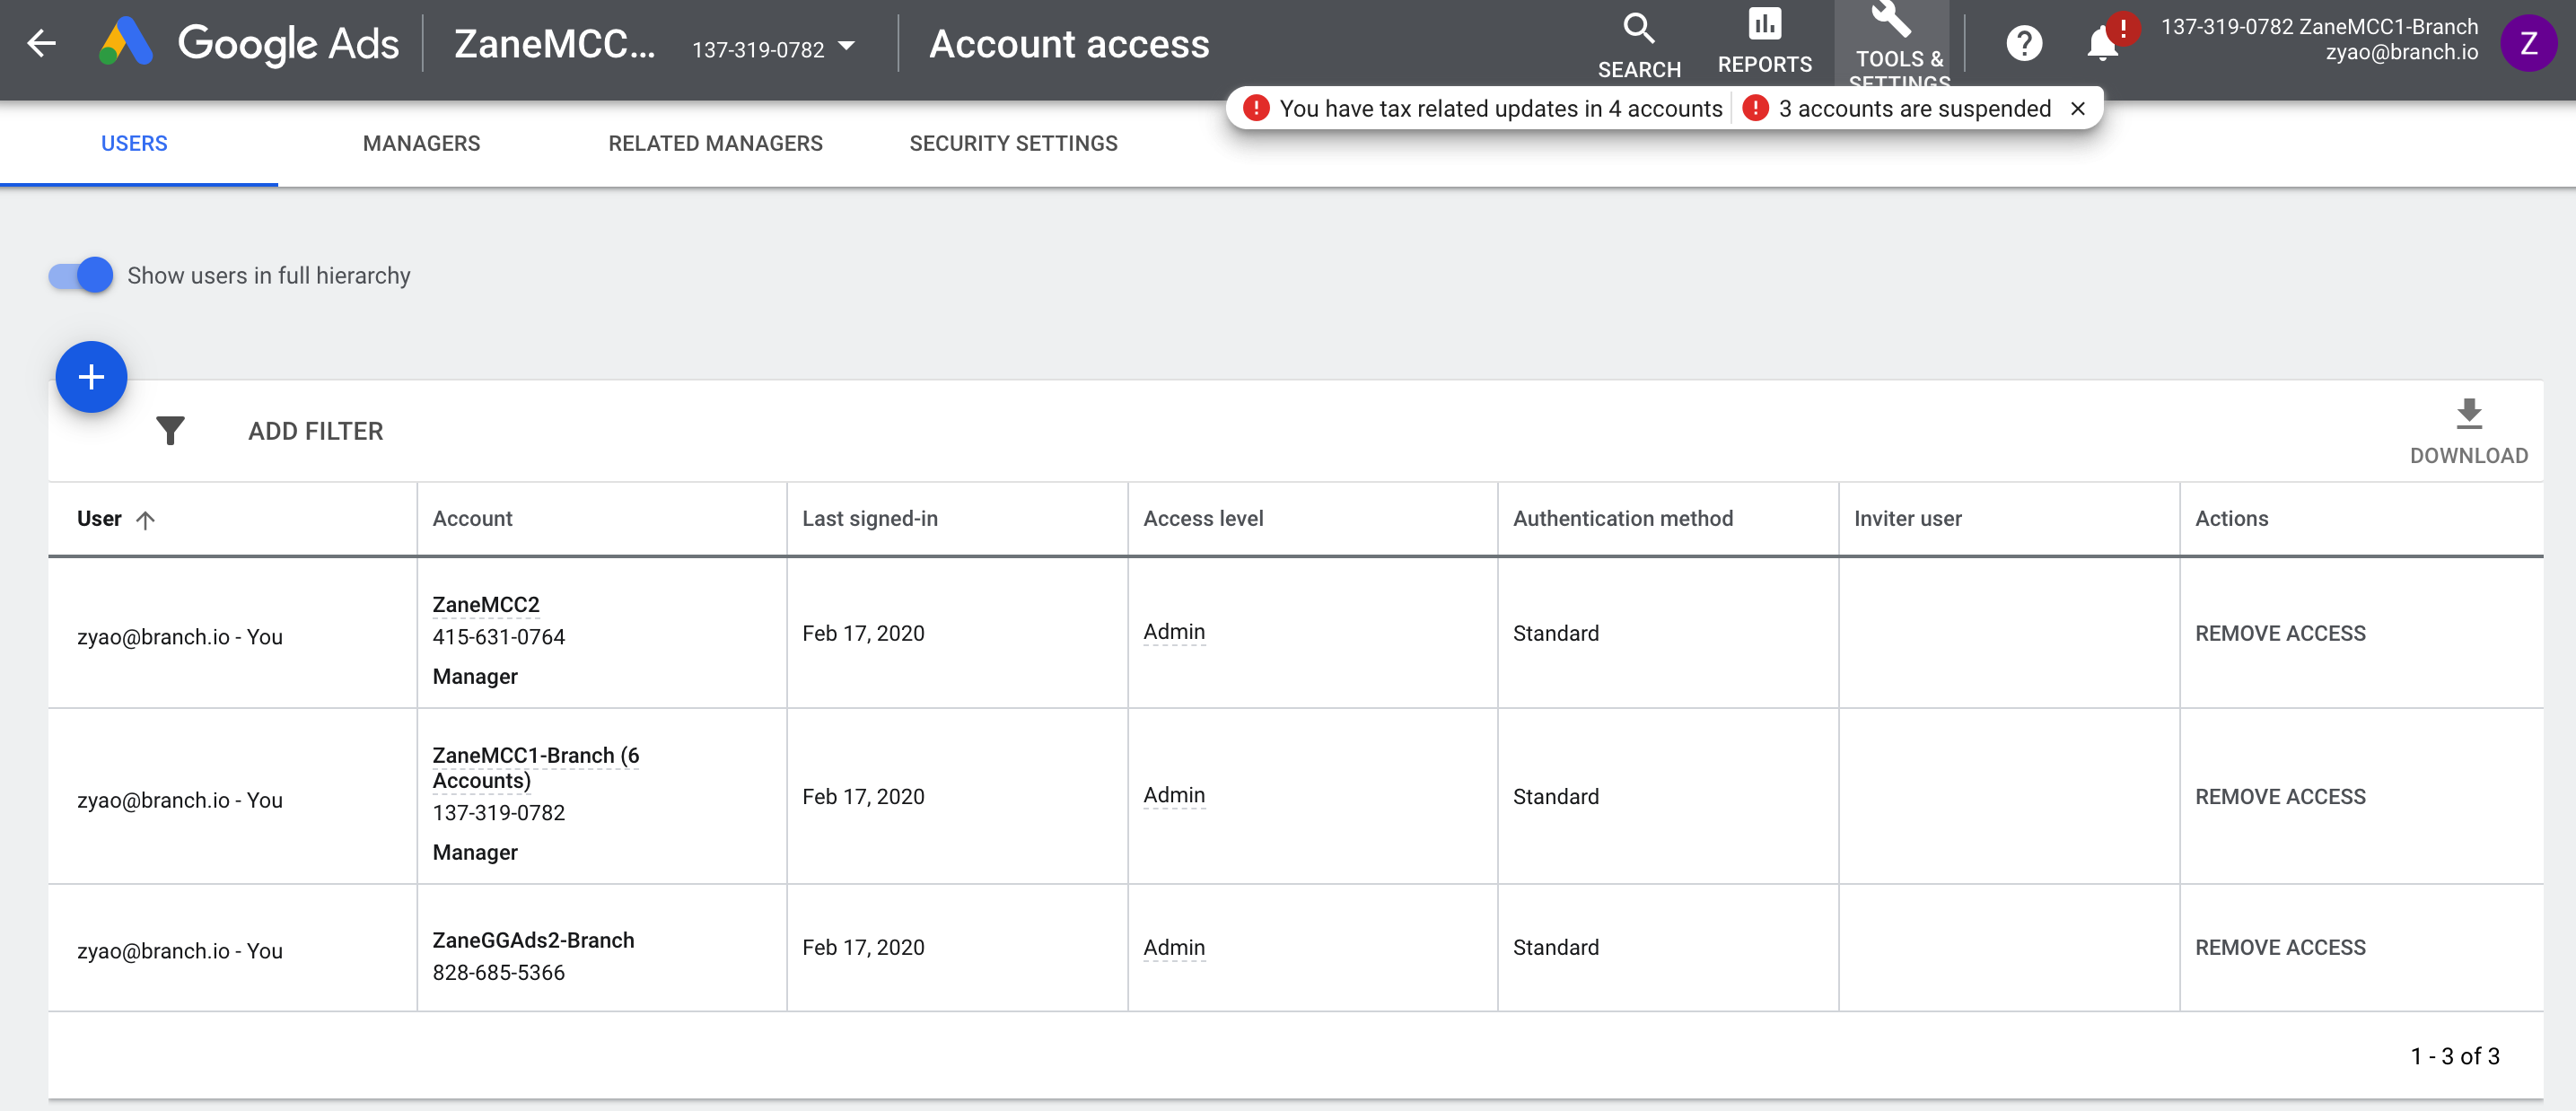 Google Ads
ZaneMCC...
137-319-0782
Account access
SEARCH
REPORTS
TOOLS &
SETTINGS
?
!
137-319-0782 ZaneMCC1-Branch
zyao@branch.io
Z
! You have tax related updates in 4 accounts
! 3 accounts are suspended
USERS
MANAGERS
RELATED MANAGERS
SECURITY SETTINGS
Show users in full hierarchy
ADD FILTER
DOWNLOAD
User
Account
Last signed-in
Access level
Authentication method
Inviter user
Actions
zyao@branch.io - You
ZaneMCC2
415-631-0764
Manager
Feb 17, 2020
Admin
Standard
REMOVE ACCESS
zyao@branch.io - You
ZaneMCC1-Branch (6
Accounts)
137-319-0782
Manager
Feb 17, 2020
Admin
Standard
REMOVE ACCESS
zyao@branch.io - You
ZaneGGAds2-Branch
828-685-5366
Feb 17, 2020
Admin
Standard
REMOVE ACCESS
1 - 3 of 3